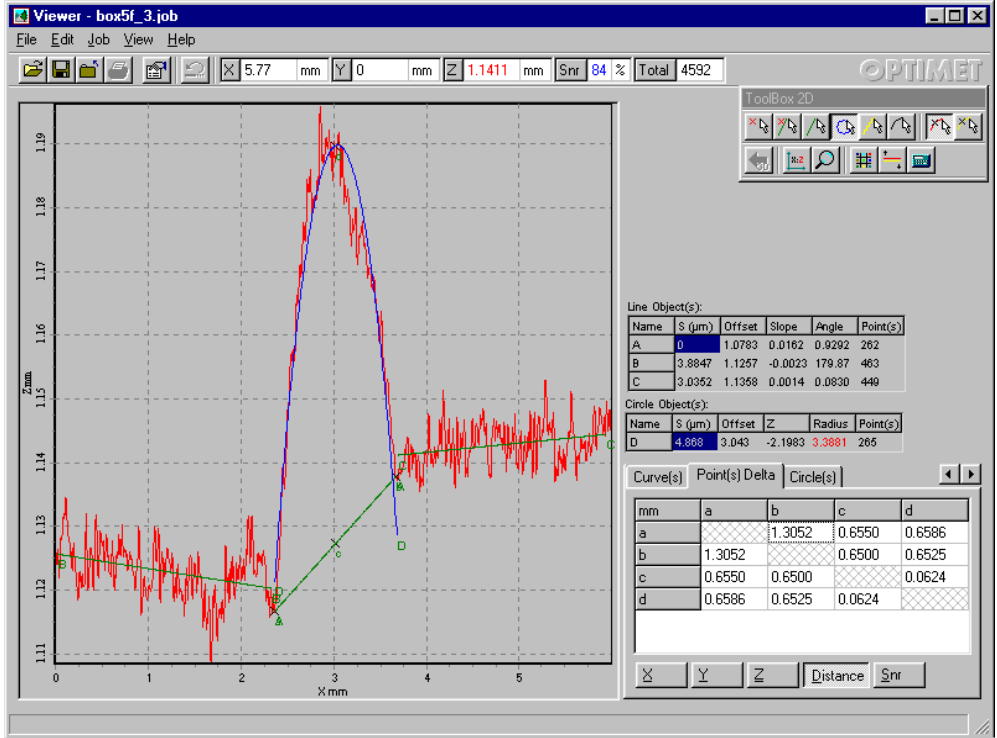 Viewer - box5f_3.job
File Edit Job View Help
X 5.77 mm Y 0 mm Z 1.1411 mm Snr 84 % Total 4592
OPTIMET
ToolBox 2D
x:z
Line Object(s):
Name S (µm) Offset Slope Angle Point(s)
A 0 1.0783 0.0162 0.9292 262
B 3.8847 1.1257 -0.0023 179.87 463
C 3.0352 1.1358 0.0014 0.0830 449
Circle Object(s):
Name S (µm) Offset Z Radius Point(s)
D 4.868 3.043 -2.1983 3.3881 265
Curve(s) Point(s) Delta Circle(s)
mm a b c d
a 1.3052 0.6550 0.6586
b 1.3052 0.6500 0.6525
c 0.6550 0.6500 0.0624
d 0.6586 0.6525 0.0624
X Y Z Distance Snr
1.19
1.18
1.17
1.16
1.15
1.14
1.13
1.12
1.11
Z mm
0 1 2 3 4 5
X mm
B
D
A
c
A
D
C